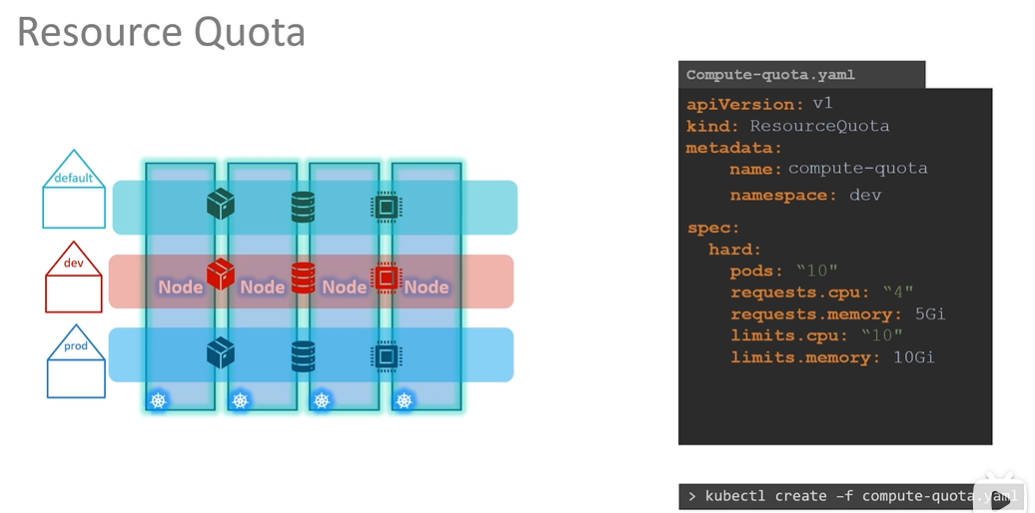 Resource Quota
default
dev
prod
Node Node Node Node
Compute-quota.yaml
apiVersion: v1
kind: ResourceQuota
metadata:
name: compute-quota
namespace: dev
spec:
hard:
pods: “10"
requests.cpu: “4"
requests.memory: 5Gi
limits.cpu: “10"
limits.memory: 10Gi
> kubectl create –f compute-quota.yaml